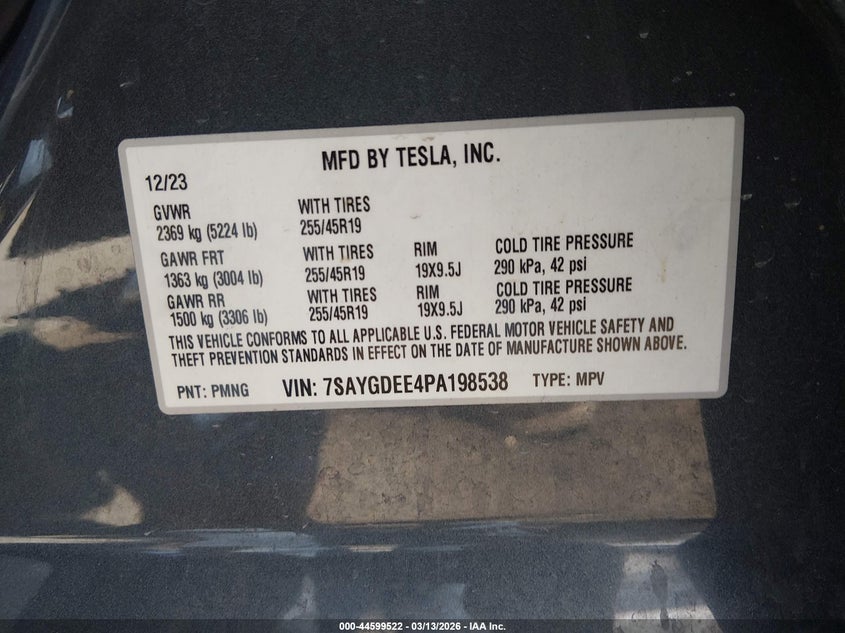 MFD BY TESLA, INC.
12/23
GVWR WITH TIRES
2369 kg (5224 lb) 255/45R19
GAWR FRT WITH TIRES RIM COLD TIRE PRESSURE
1363 kg (3004 lb) 255/45R19 19X9.5J 290 kPa, 42 psi
GAWR RR WITH TIRES RIM COLD TIRE PRESSURE
1500 kg (3306 lb) 255/45R19 19X9.5J 290 kPa, 42 psi
THIS VEHICLE CONFORMS TO ALL APPLICABLE U.S. FEDERAL MOTOR VEHICLE SAFETY AND
THEFT PREVENTION STANDARDS IN EFFECT ON THE DATE OF MANUFACTURE SHOWN ABOVE.
PNT: PMNG VIN: 7SAYGDEE4PA198538 TYPE: MPV
000-44599522 — 03/13/2026 — IAA Inc.